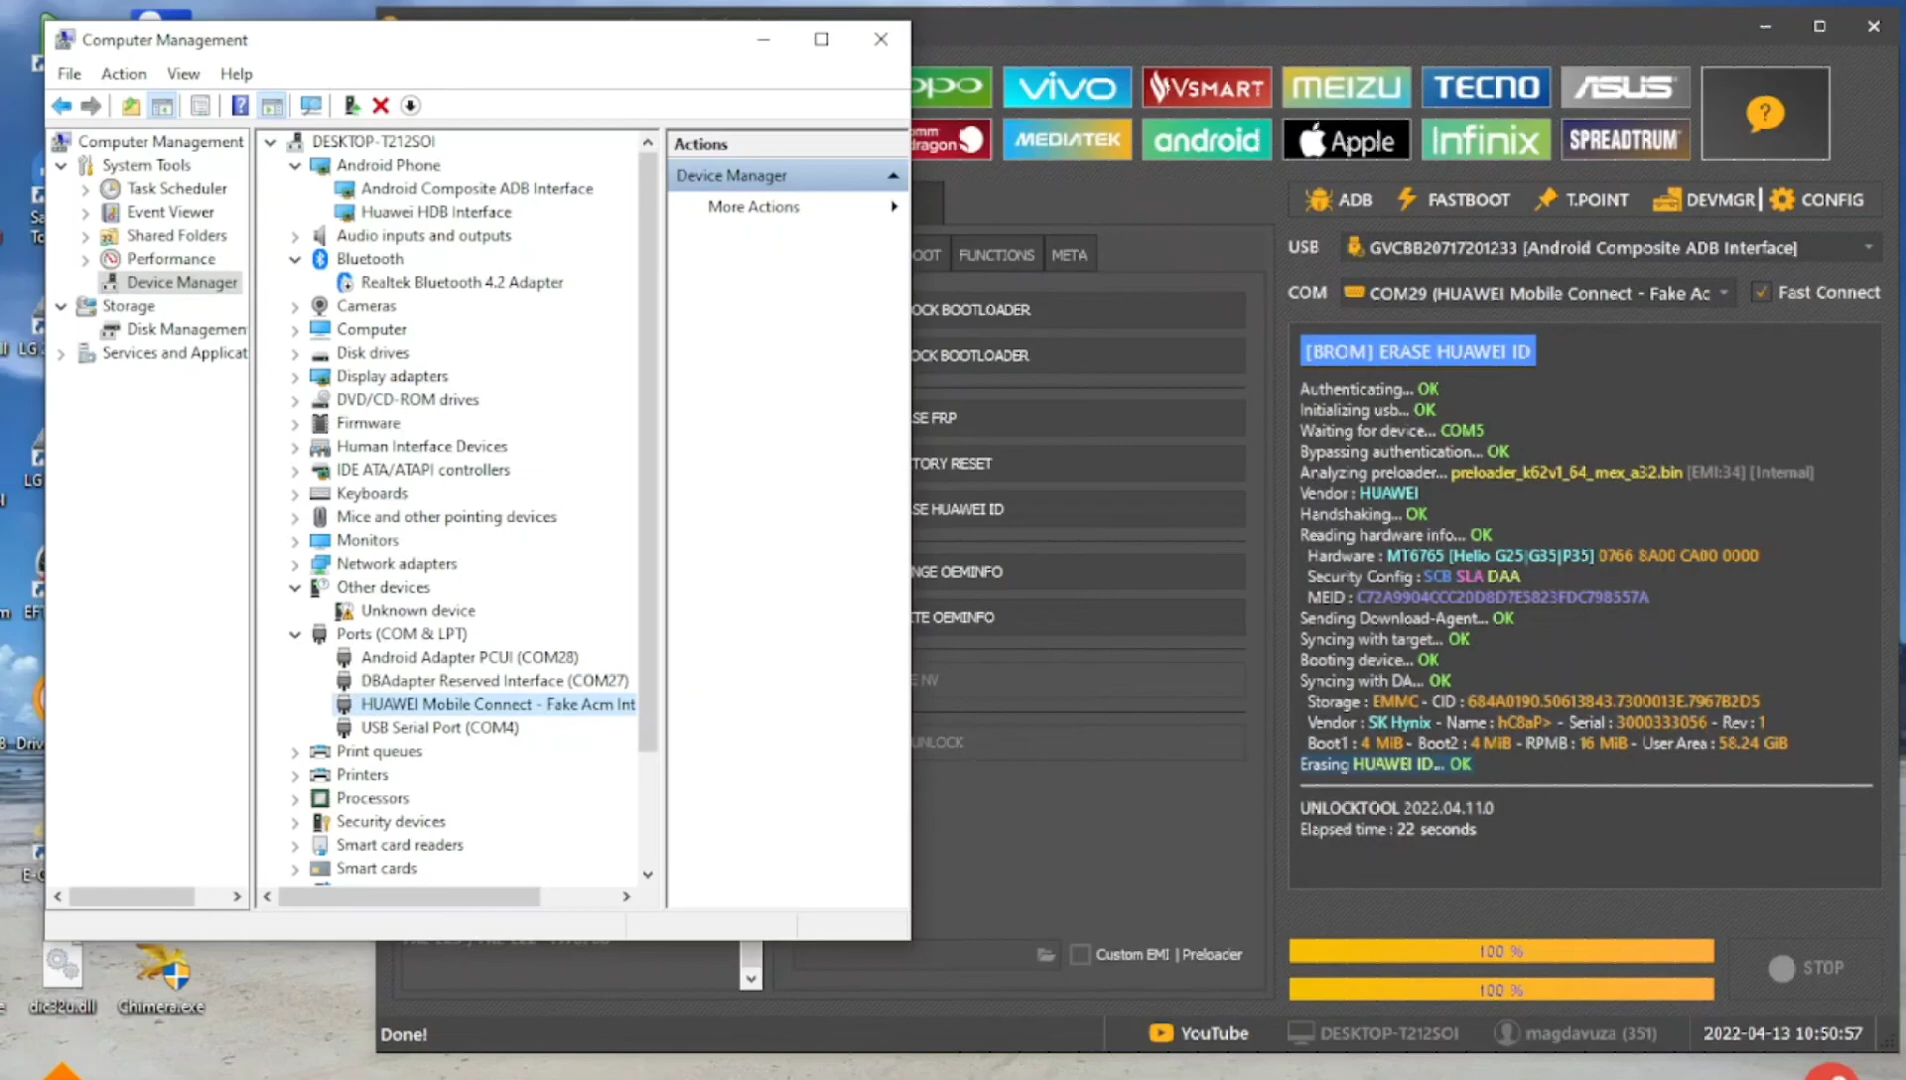 Computer Management
File Action View Help
Computer Management
System Tools
Task Scheduler
Event Viewer
Shared Folders
Performance
Device Manager
Storage
Disk Managemen
Services and Applicat
DESKTOP-T212SOI
Android Phone
Android Composite ADB Interface
Huawei HDB Interface
Audio inputs and outputs
Bluetooth
Realtek Bluetooth 4.2 Adapter
Cameras
Computer
Disk drives
Display adapters
DVD/CD-ROM drives
Firmware
Human Interface Devices
IDE ATA/ATAPI controllers
Keyboards
Mice and other pointing devices
Monitors
Network adapters
Other devices
Unknown device
Ports (COM & LPT)
Android Adapter PCUI (COM28)
DBAdapter Reserved Interface (COM27)
HUAWEI Mobile Connect - Fake Acm Int
USB Serial Port (COM4)
Print queues
Printers
Processors
Security devices
Smart card readers
Smart cards
Actions
Device Manager
More Actions
oppo vivo VSMART MEIZU TECNO ASUS ?
omm dragon MEDIATEK android Apple Infinix SPREADTRUM
ADB FASTBOOT T.POINT DEVMGR CONFIG
OOT FUNCTIONS META
OCK BOOTLOADER
OCK BOOTLOADER
SE FRP
TORY RESET
SE HUAWEI ID
NGE OEMINFO
TE OEMINFO
E NV
UNLOCK
USB GVCBB20717201233 [Android Composite ADB Interface]
COM COM29 (HUAWEI Mobile Connect - Fake Ac Fast Connect
[BROM] ERASE HUAWEI ID
Authenticating... OK
Initializing usb... OK
Waiting for device... COM5
Bypassing authentication... OK
Analyzing preloader... preloader_k62v1_64_mex_a32.bin [EMI:34] [Internal]
Vendor : HUAWEI
Handshaking... OK
Reading hardware info... OK
Hardware : MT6765 [Helio G25|G35|P35] 0766 8A00 CA00 0000
Security Config : SCB SLA DAA
MEID : C72A9904CCC20D8D7E5823FDC798557A
Sending Download-Agent... OK
Syncing with target... OK
Booting device... OK
Syncing with DA... OK
Storage : EMMC - CID : 684A0190.50613843.7300013E.7967B2D5
Vendor : SK Hynix - Name : hC8aP> - Serial : 3000333056 - Rev : 1
Boot1 : 4 MiB - Boot2 : 4 MiB - RPMB : 16 MiB - User Area : 58.24 GiB
Erasing HUAWEI ID... OK
UNLOCKTOOL 2022.04.11.0
Elapsed time : 22 seconds
Custom EMI | Preloader
100 %
100 %
STOP
Done!
YouTube
DESKTOP-T212SOI
magdavuza (351)
2022-04-13 10:50:57
Chimera.exe
LG
LG